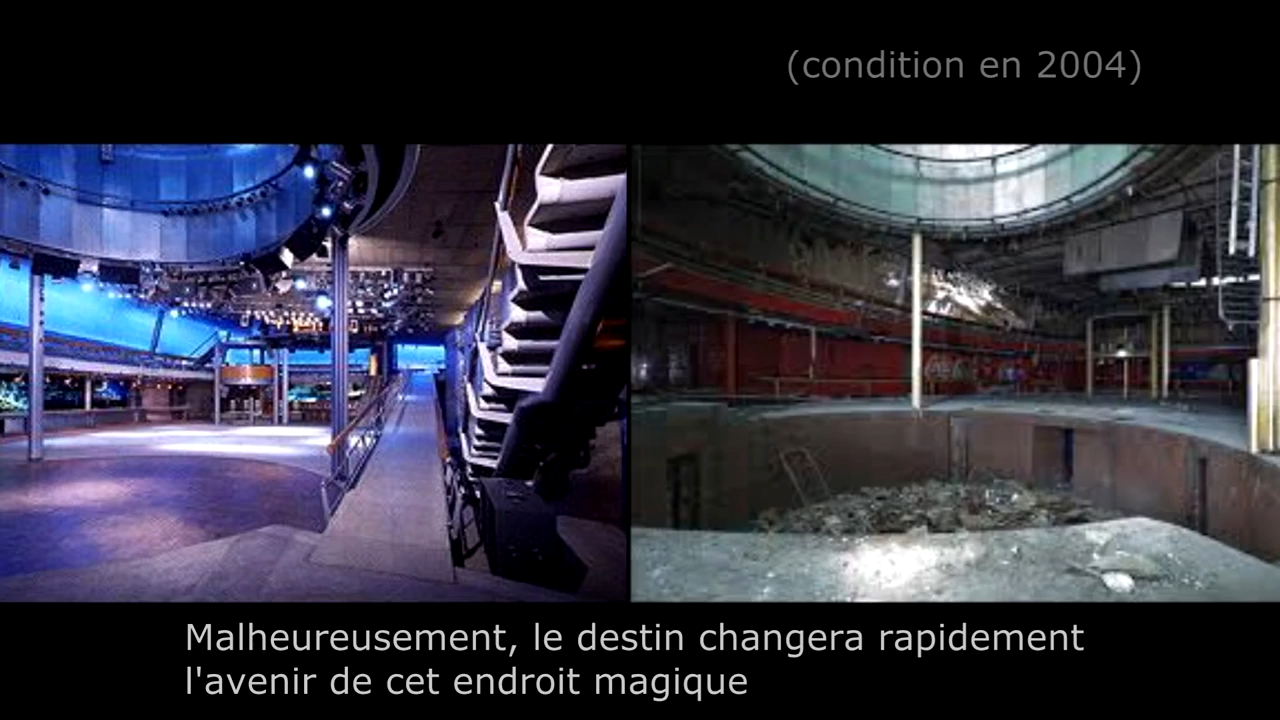 (condition en 2004)
Malheureusement, le destin changera rapidement
l'avenir de cet endroit magique